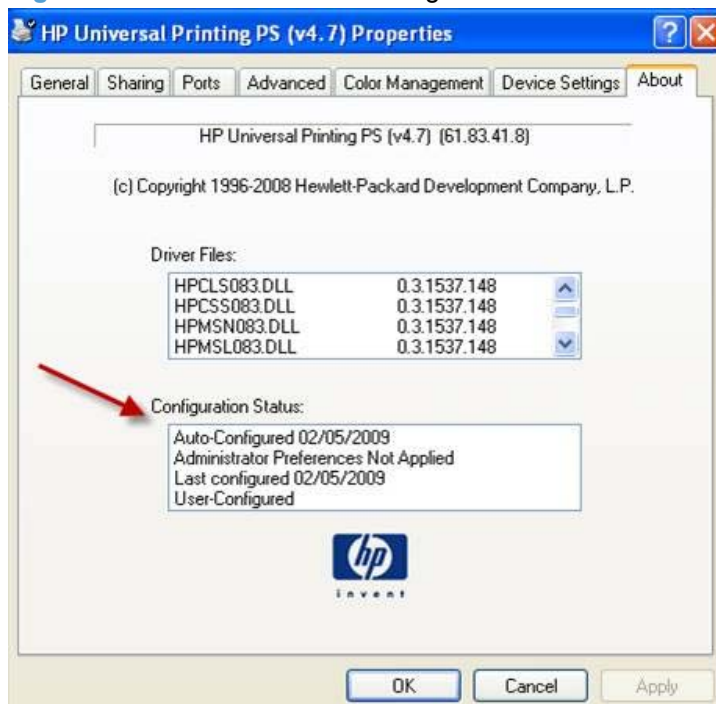 HP Universal Printing PS (v4.7) Properties
General Sharing Ports Advanced Color Management Device Settings About
HP Universal Printing PS (v4.7) (61.83.41.8)
(c) Copyright 1996-2008 Hewlett-Packard Development Company, L.P.
Driver Files:
HPCLS083.DLL 0.3.1537.148
HPCSS083.DLL 0.3.1537.148
HPMSN083.DLL 0.3.1537.148
HPMSL083.DLL 0.3.1537.148
Configuration Status:
Auto-Configured 02/05/2009
Administrator Preferences Not Applied
Last configured 02/05/2009
User-Configured
hp
invent
OK Cancel Apply